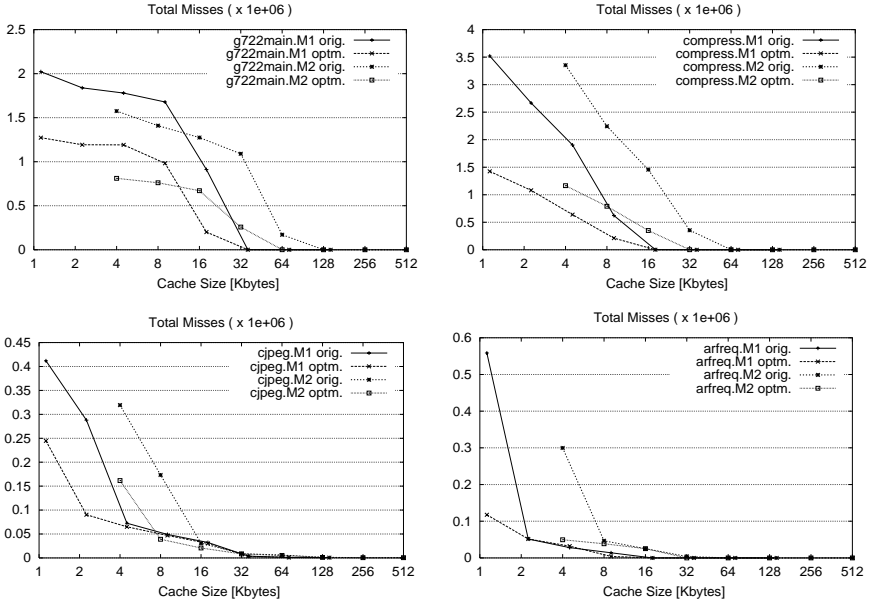 Total Misses ( x 1e+06 )
2.5
2
1.5
1
0.5
0
g722main.M1 orig.
g722main.M1 optm.
g722main.M2 orig.
g722main.M2 optm.
1 2 4 8 16 32 64 128 256 512
Cache Size [Kbytes]
Total Misses ( x 1e+06 )
4
3.5
3
2.5
2
1.5
1
0.5
0
compress.M1 orig.
compress.M1 optm.
compress.M2 orig.
compress.M2 optm.
1 2 4 8 16 32 64 128 256 512
Cache Size [Kbytes]
Total Misses ( x 1e+06 )
0.45
0.4
0.35
0.3
0.25
0.2
0.15
0.1
0.05
0
cjpeg.M1 orig.
cjpeg.M1 optm.
cjpeg.M2 orig.
cjpeg.M2 optm.
1 2 4 8 16 32 64 128 256 512
Cache Size [Kbytes]
Total Misses ( x 1e+06 )
0.6
0.5
0.4
0.3
0.2
0.1
0
arfreq.M1 orig.
arfreq.M1 optm.
arfreq.M2 orig.
arfreq.M2 optm.
1 2 4 8 16 32 64 128 256 512
Cache Size [Kbytes]